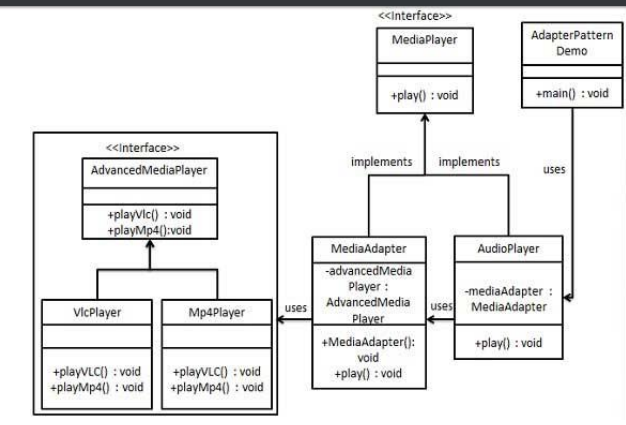 <<Interface>>
MediaPlayer
+play() : void
AdapterPattern
Demo
+main() : void
implements
implements
uses
<<Interface>>
AdvancedMediaPlayer
+playVlc() : void
+playMp4():void
VlcPlayer
+playVLC() : void
+playMp4() : void
Mp4Player
+playVLC() : void
+playMp4() : void
uses
MediaAdapter
-advancedMedia
Player :
AdvancedMedia
Player
+MediaAdapter():
void
+play() : void
uses
AudioPlayer
-mediaAdapter :
MediaAdapter
+play() : void